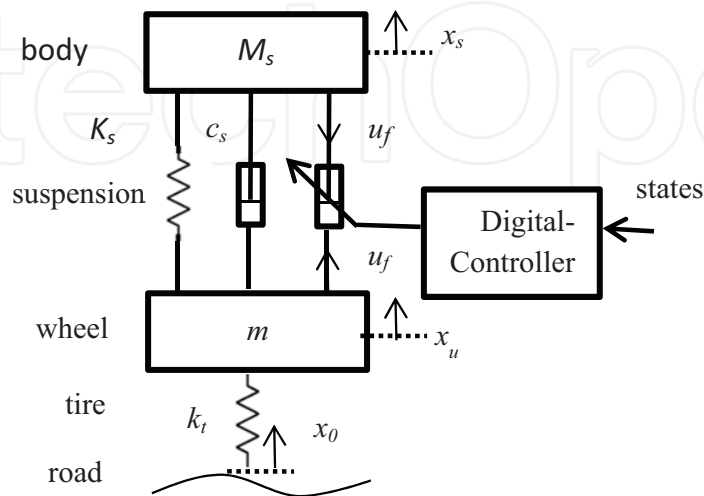 body
M_s
x_s
K_s
c_s
u_f
suspension
states
Digital-
Controller
u_f
wheel
m
x_u
tire
k_t
x_0
road